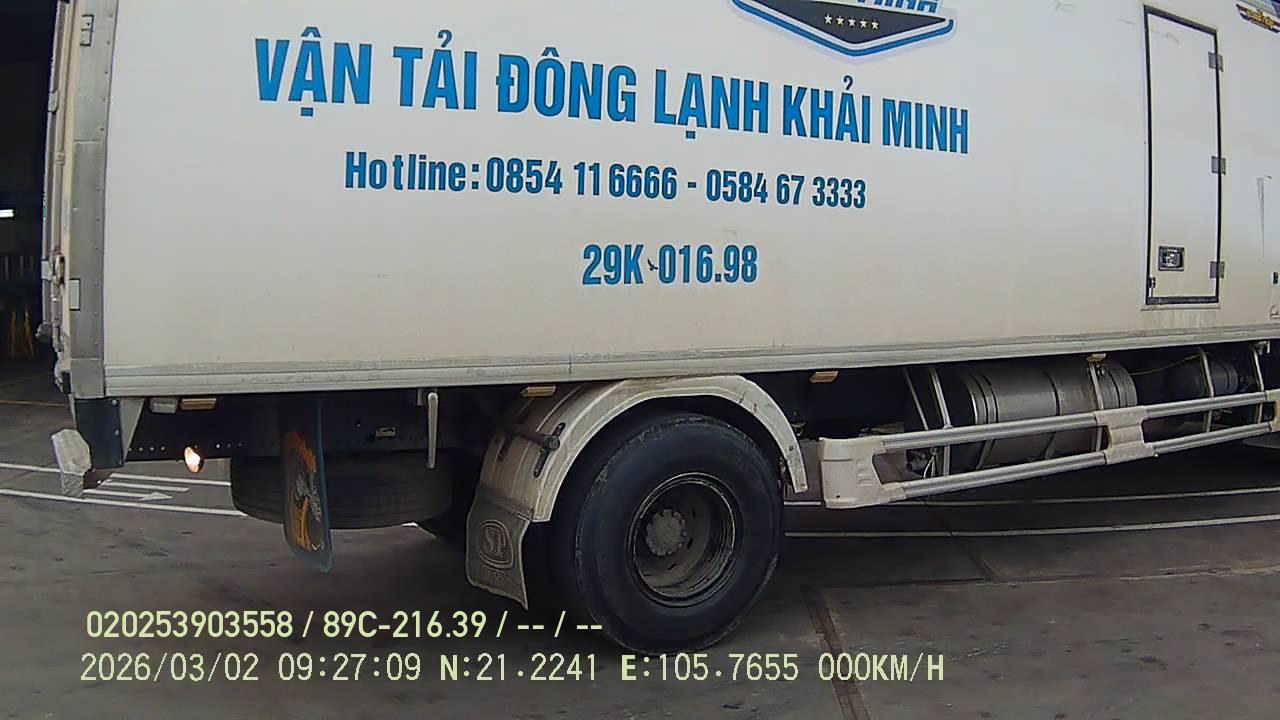 VẬN TẢI ĐÔNG LẠNH KHẢI MINH
Hotline:0854 11 6666 - 0584 67 3333
29K-016.98
020253903558 / 89C-216.39 / -- / --
2026/03/02 09:27:09 N:21.2241 E:105.7655 000KM/H